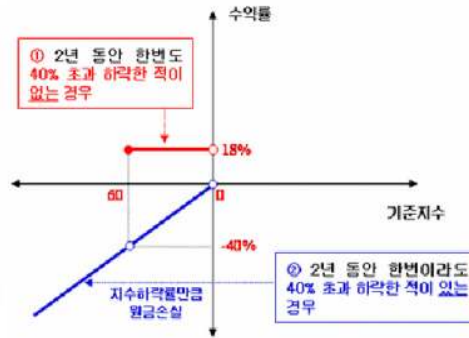 수익률
① 2년 동안 한번도
40% 초과 하락한 적이
없는 경우
18%
60
0
기준지수
-40%
② 2년 동안 한번이라도
40% 초과 하락한 적이 있는
경우
지수하락률만큼
원금손실